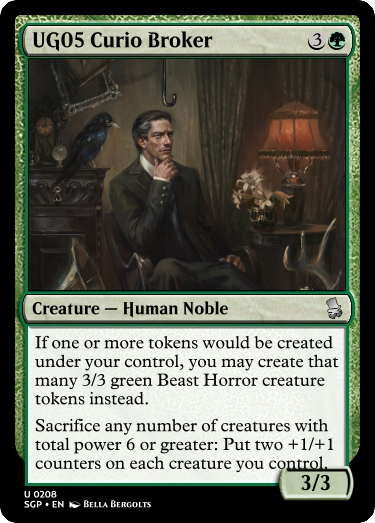 UG05 Curio Broker 3
Creature — Human Noble
If one or more tokens would be created
under your control, you may create that
many 3/3 green Beast Horror creature
tokens instead.
Sacrifice any number of creatures with
total power 6 or greater: Put two +1/+1
counters on each creature you control.
3/3
U 0208
SGP • EN Bella Bergolts